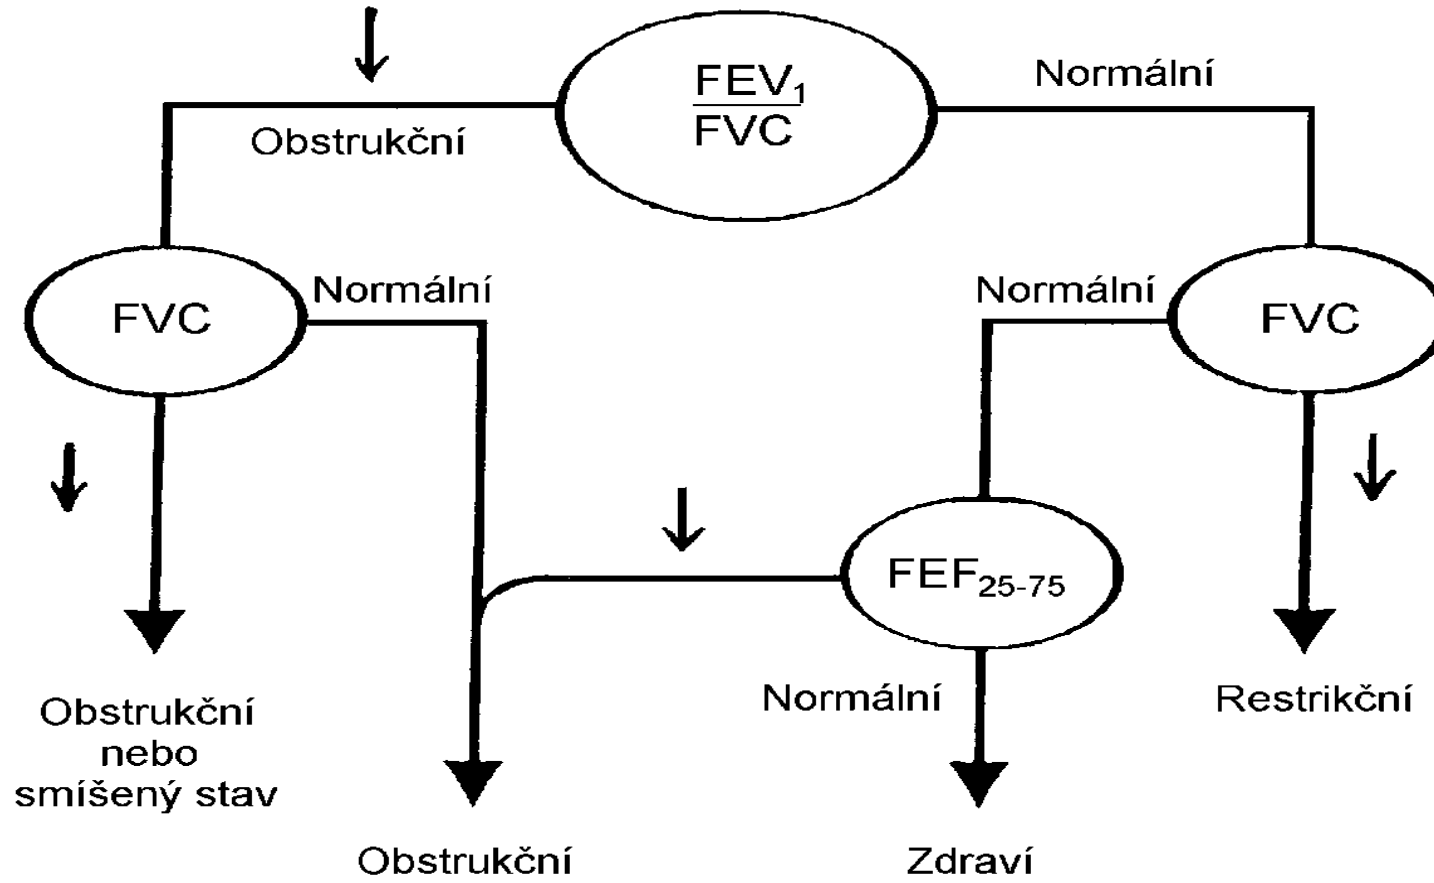 FEV₁
FVC
Normální
Obstrukční
FVC
Normální
Normální
FVC
FEF₂₅₋₇₅
Normální
Restrikční
Obstrukční
nebo
smíšený stav
Obstrukční
Zdraví